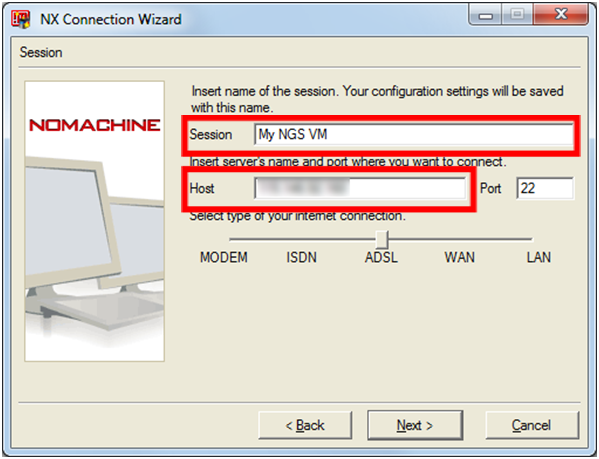 NX Connection Wizard
Session
Insert name of the session. Your configuration settings will be saved
with this name.
NOMACHINE
Session My NGS VM
Insert server's name and port where you want to connect.
Host Port 22
Select type of your internet connection.
MODEM ISDN ADSL WAN LAN
< Back Next > Cancel